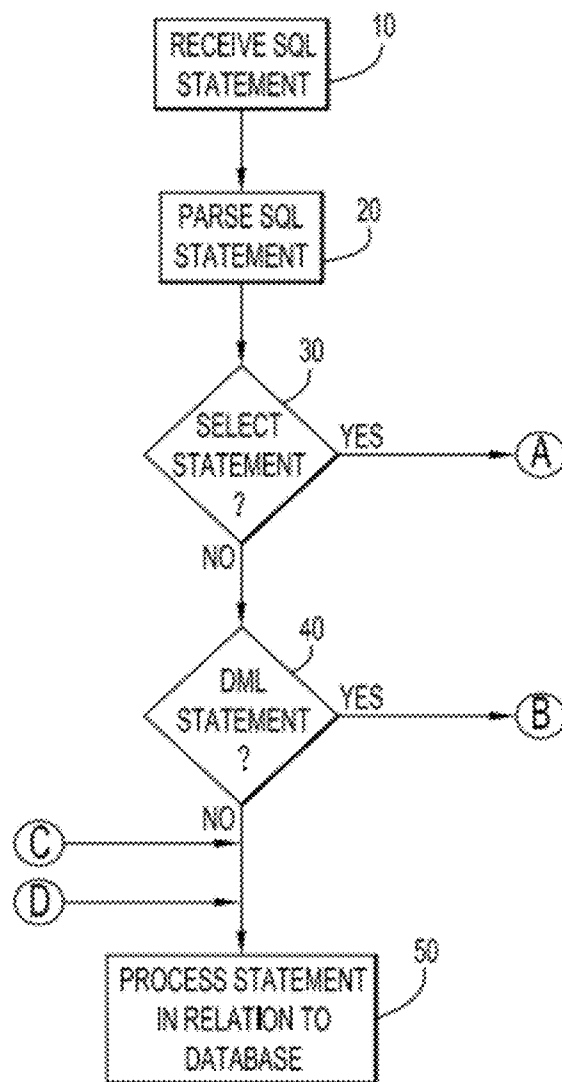 10
RECEIVE SQL
STATEMENT
20
PARSE SQL
STATEMENT
30
SELECT
STATEMENT
?
YES
A
NO
40
DML
STATEMENT
?
YES
B
NO
C
D
50
PROCESS STATEMENT
IN RELATION TO
DATABASE